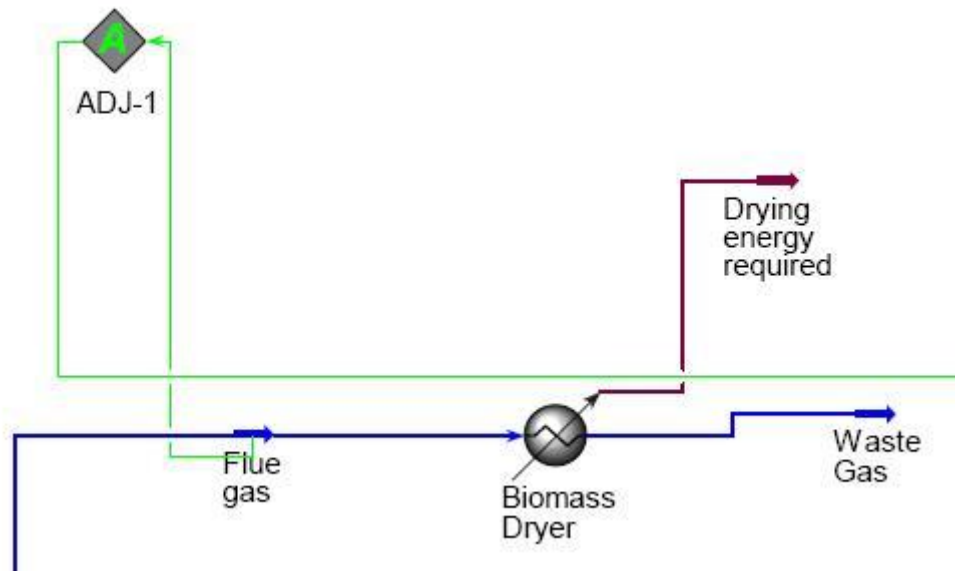 A
ADJ-1
Drying
energy
required
Flue
gas
Biomass
Dryer
Waste
Gas